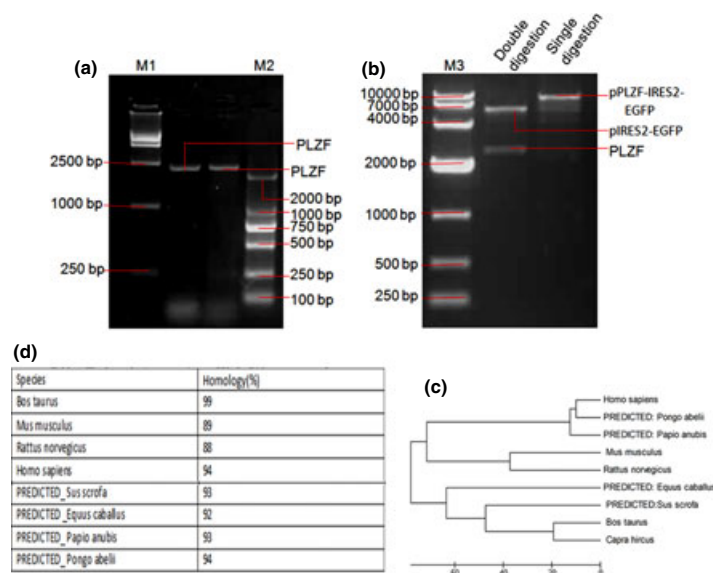 (a)
M1
M2
2500 bp
1000 bp
250 bp
PLZF
PLZF
2000 bp
1000 bp
750 bp
500 bp
250 bp
100 bp
(b)
M3
Double digestion
Single digestion
10000 bp
7000 bp
4000 bp
2000 bp
1000 bp
500 bp
250 bp
pPLZF-IRES2-
EGFP
pIRES2-EGFP
PLZF
(d)
Species Homology(%)
Bos taurus 99
Mus musculus 89
Rattus norvegicus 88
Homo sapiens 94
PREDICTED_Sus scrofa 93
PREDICTED_Equus caballus 92
PREDICTED_Papio anubis 93
PREDICTED_Pongo abelii 94
(c)
Homo sapiens
PREDICTED: Pongo abelii
PREDICTED: Papio anubis
Mus musculus
Rattus norvegicus
PREDICTED: Equus caballus
PREDICTED:Sus scrofa
Bos taurus
Capra hircus